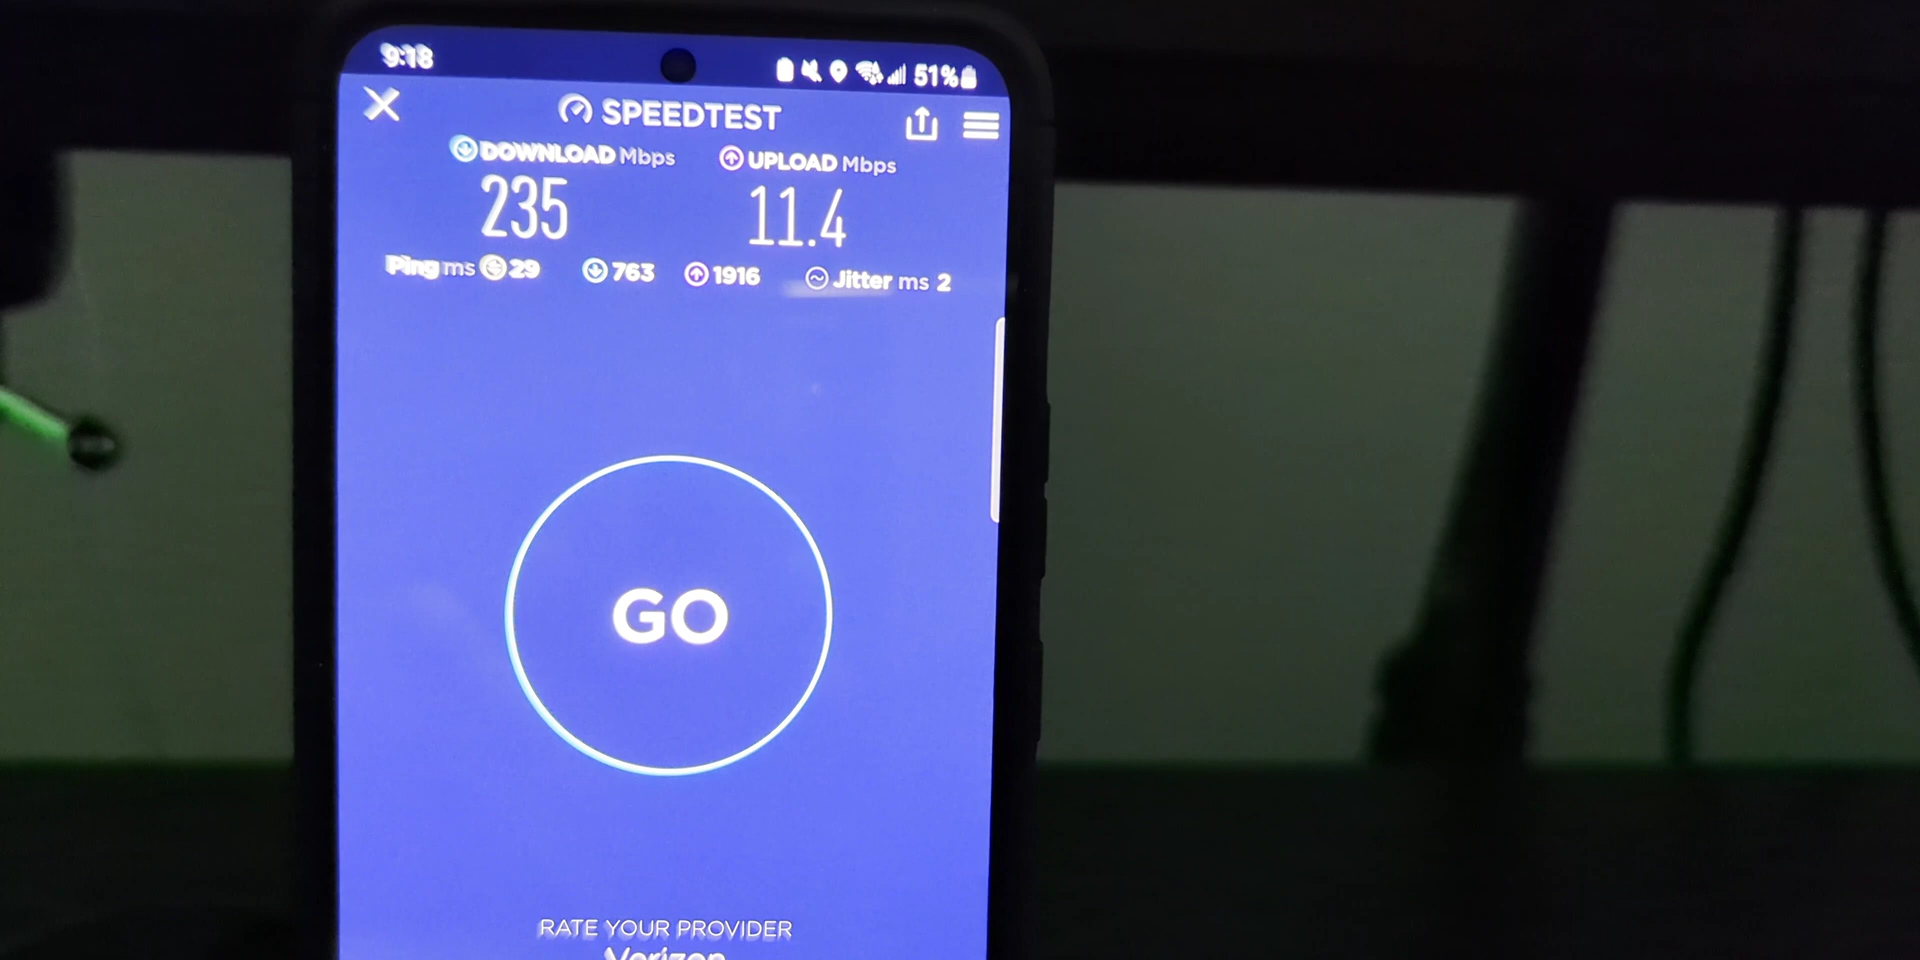 9:18 51%
SPEEDTEST
DOWNLOAD Mbps UPLOAD Mbps
235 11.4
Ping ms 29 763 1916 Jitter ms 2
GO
RATE YOUR PROVIDER
Verizon